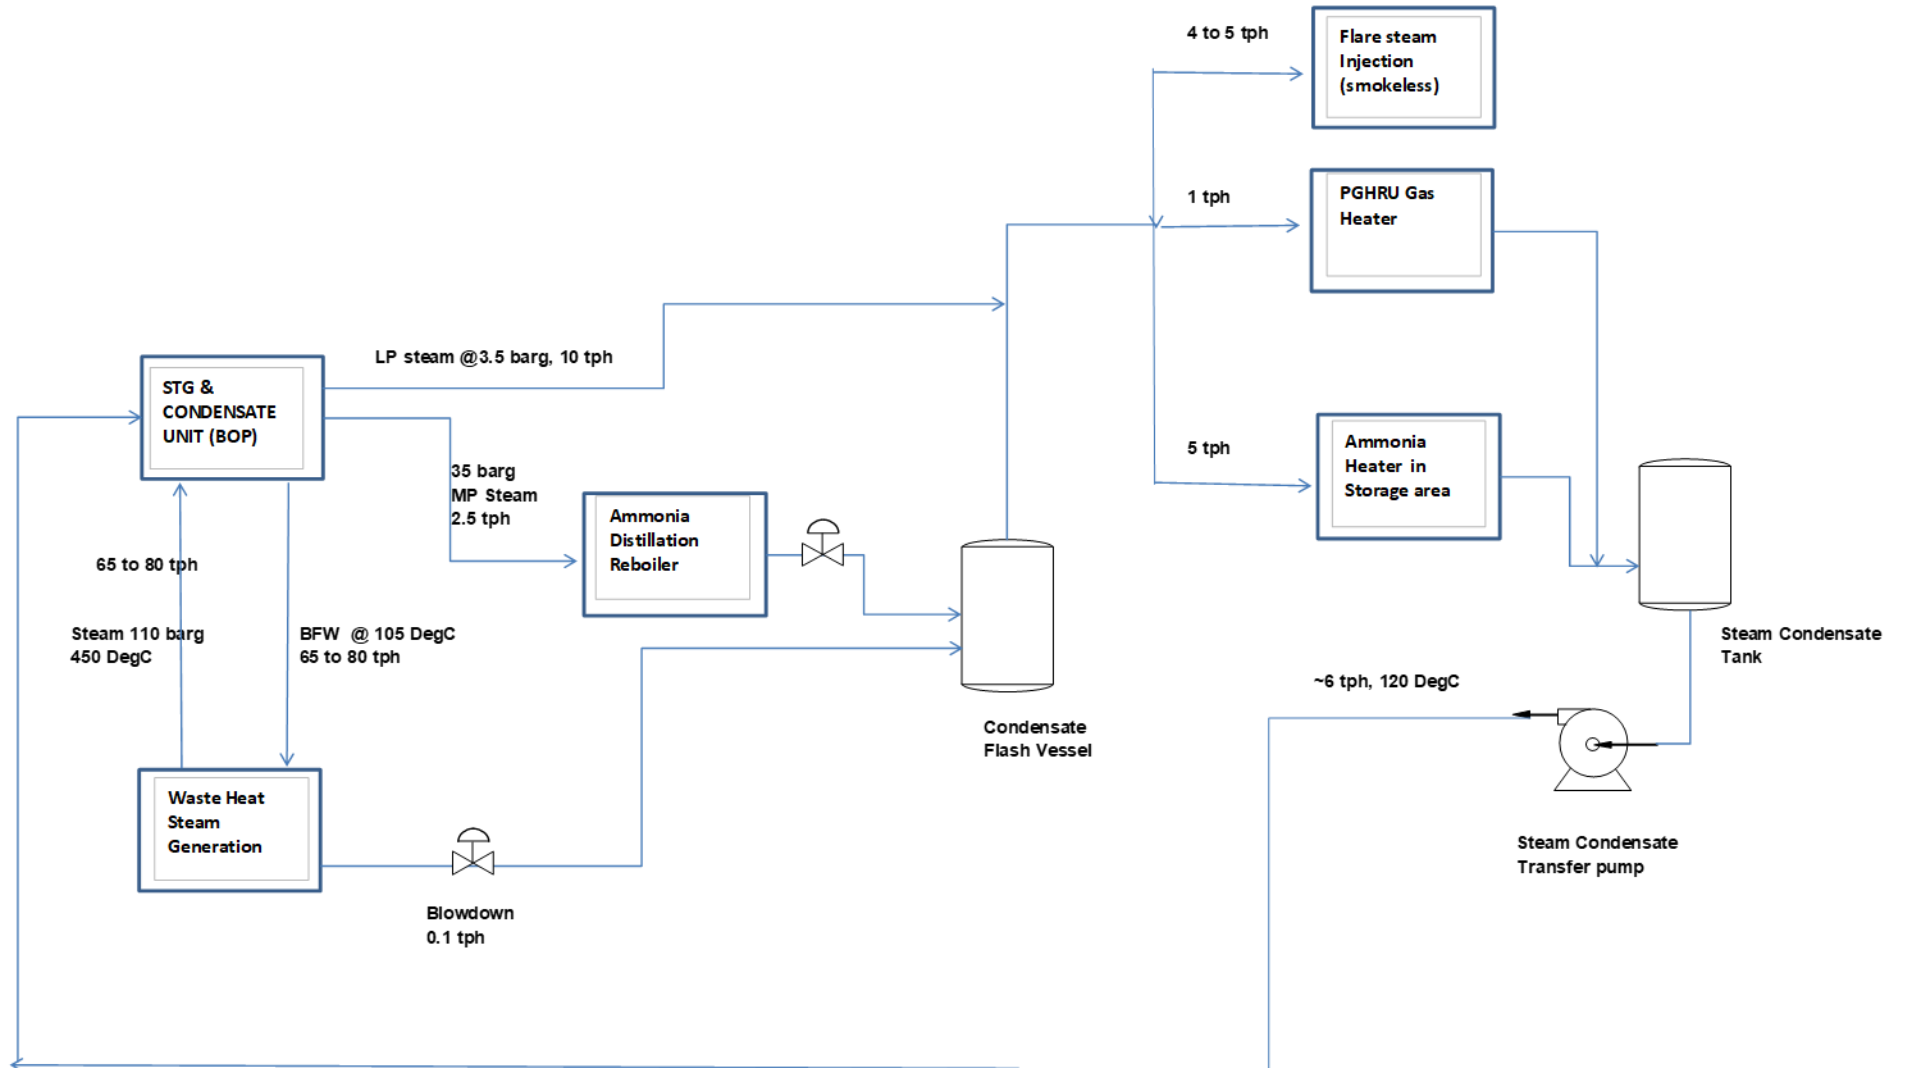 4 to 5 tph
Flare steam
Injection
(smokeless)
1 tph
PGHRU Gas
Heater
LP steam @3.5 barg, 10 tph
STG &
CONDENSATE
UNIT (BOP)
35 barg
MP Steam
2.5 tph
5 tph
Ammonia
Heater in
Storage area
Ammonia
Distillation
Reboiler
65 to 80 tph
Steam 110 barg
450 DegC
BFW @ 105 DegC
65 to 80 tph
Steam Condensate
Tank
~6 tph, 120 DegC
Condensate
Flash Vessel
Waste Heat
Steam
Generation
Steam Condensate
Transfer pump
Blowdown
0.1 tph